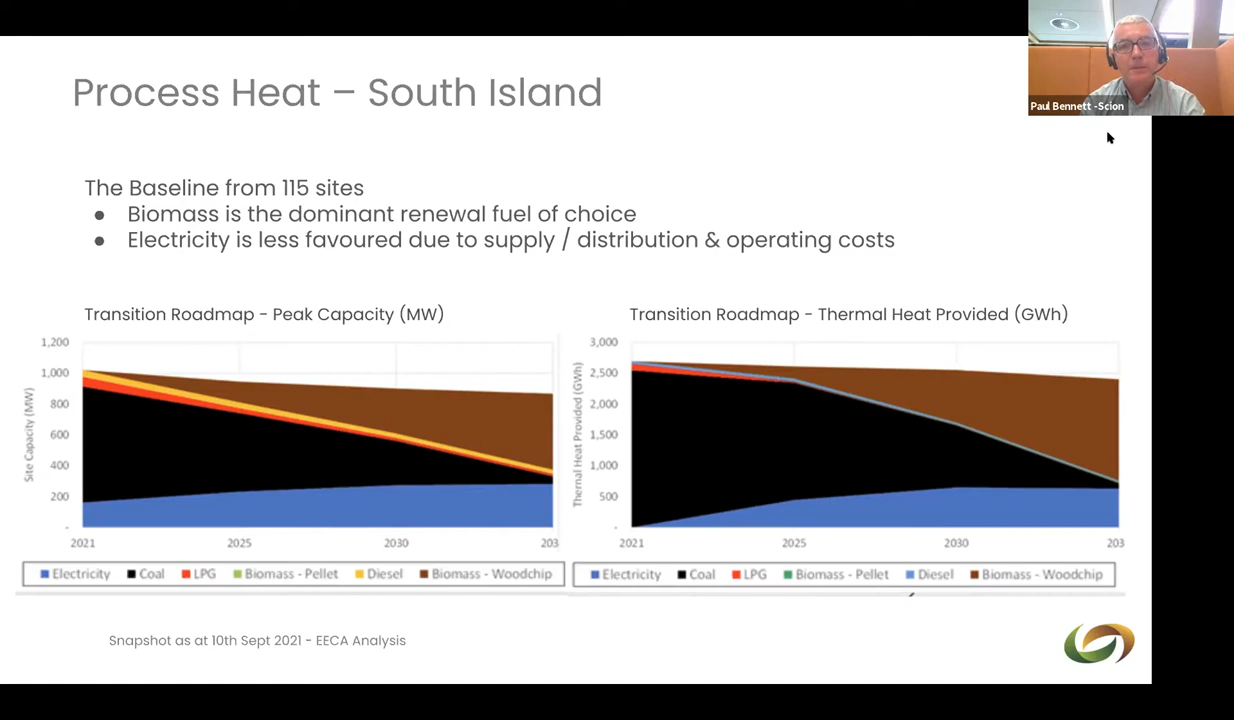 Process Heat – South Island
Paul Bennett -Scion
The Baseline from 115 sites
● Biomass is the dominant renewal fuel of choice
● Electricity is less favoured due to supply / distribution & operating costs
Transition Roadmap - Peak Capacity (MW)
1,200
1,000
800
600
400
200
-
Site Capacity (MW)
2021 2025 2030 203
Electricity Coal LPG Biomass - Pellet Diesel Biomass - Woodchip
Transition Roadmap - Thermal Heat Provided (GWh)
3,000
2,500
2,000
1,500
1,000
500
-
Thermal Heat Provided (GWh)
2021 2025 2030 203
Electricity Coal LPG Biomass - Pellet Diesel Biomass - Woodchip
Snapshot as at 10th Sept 2021 - EECA Analysis